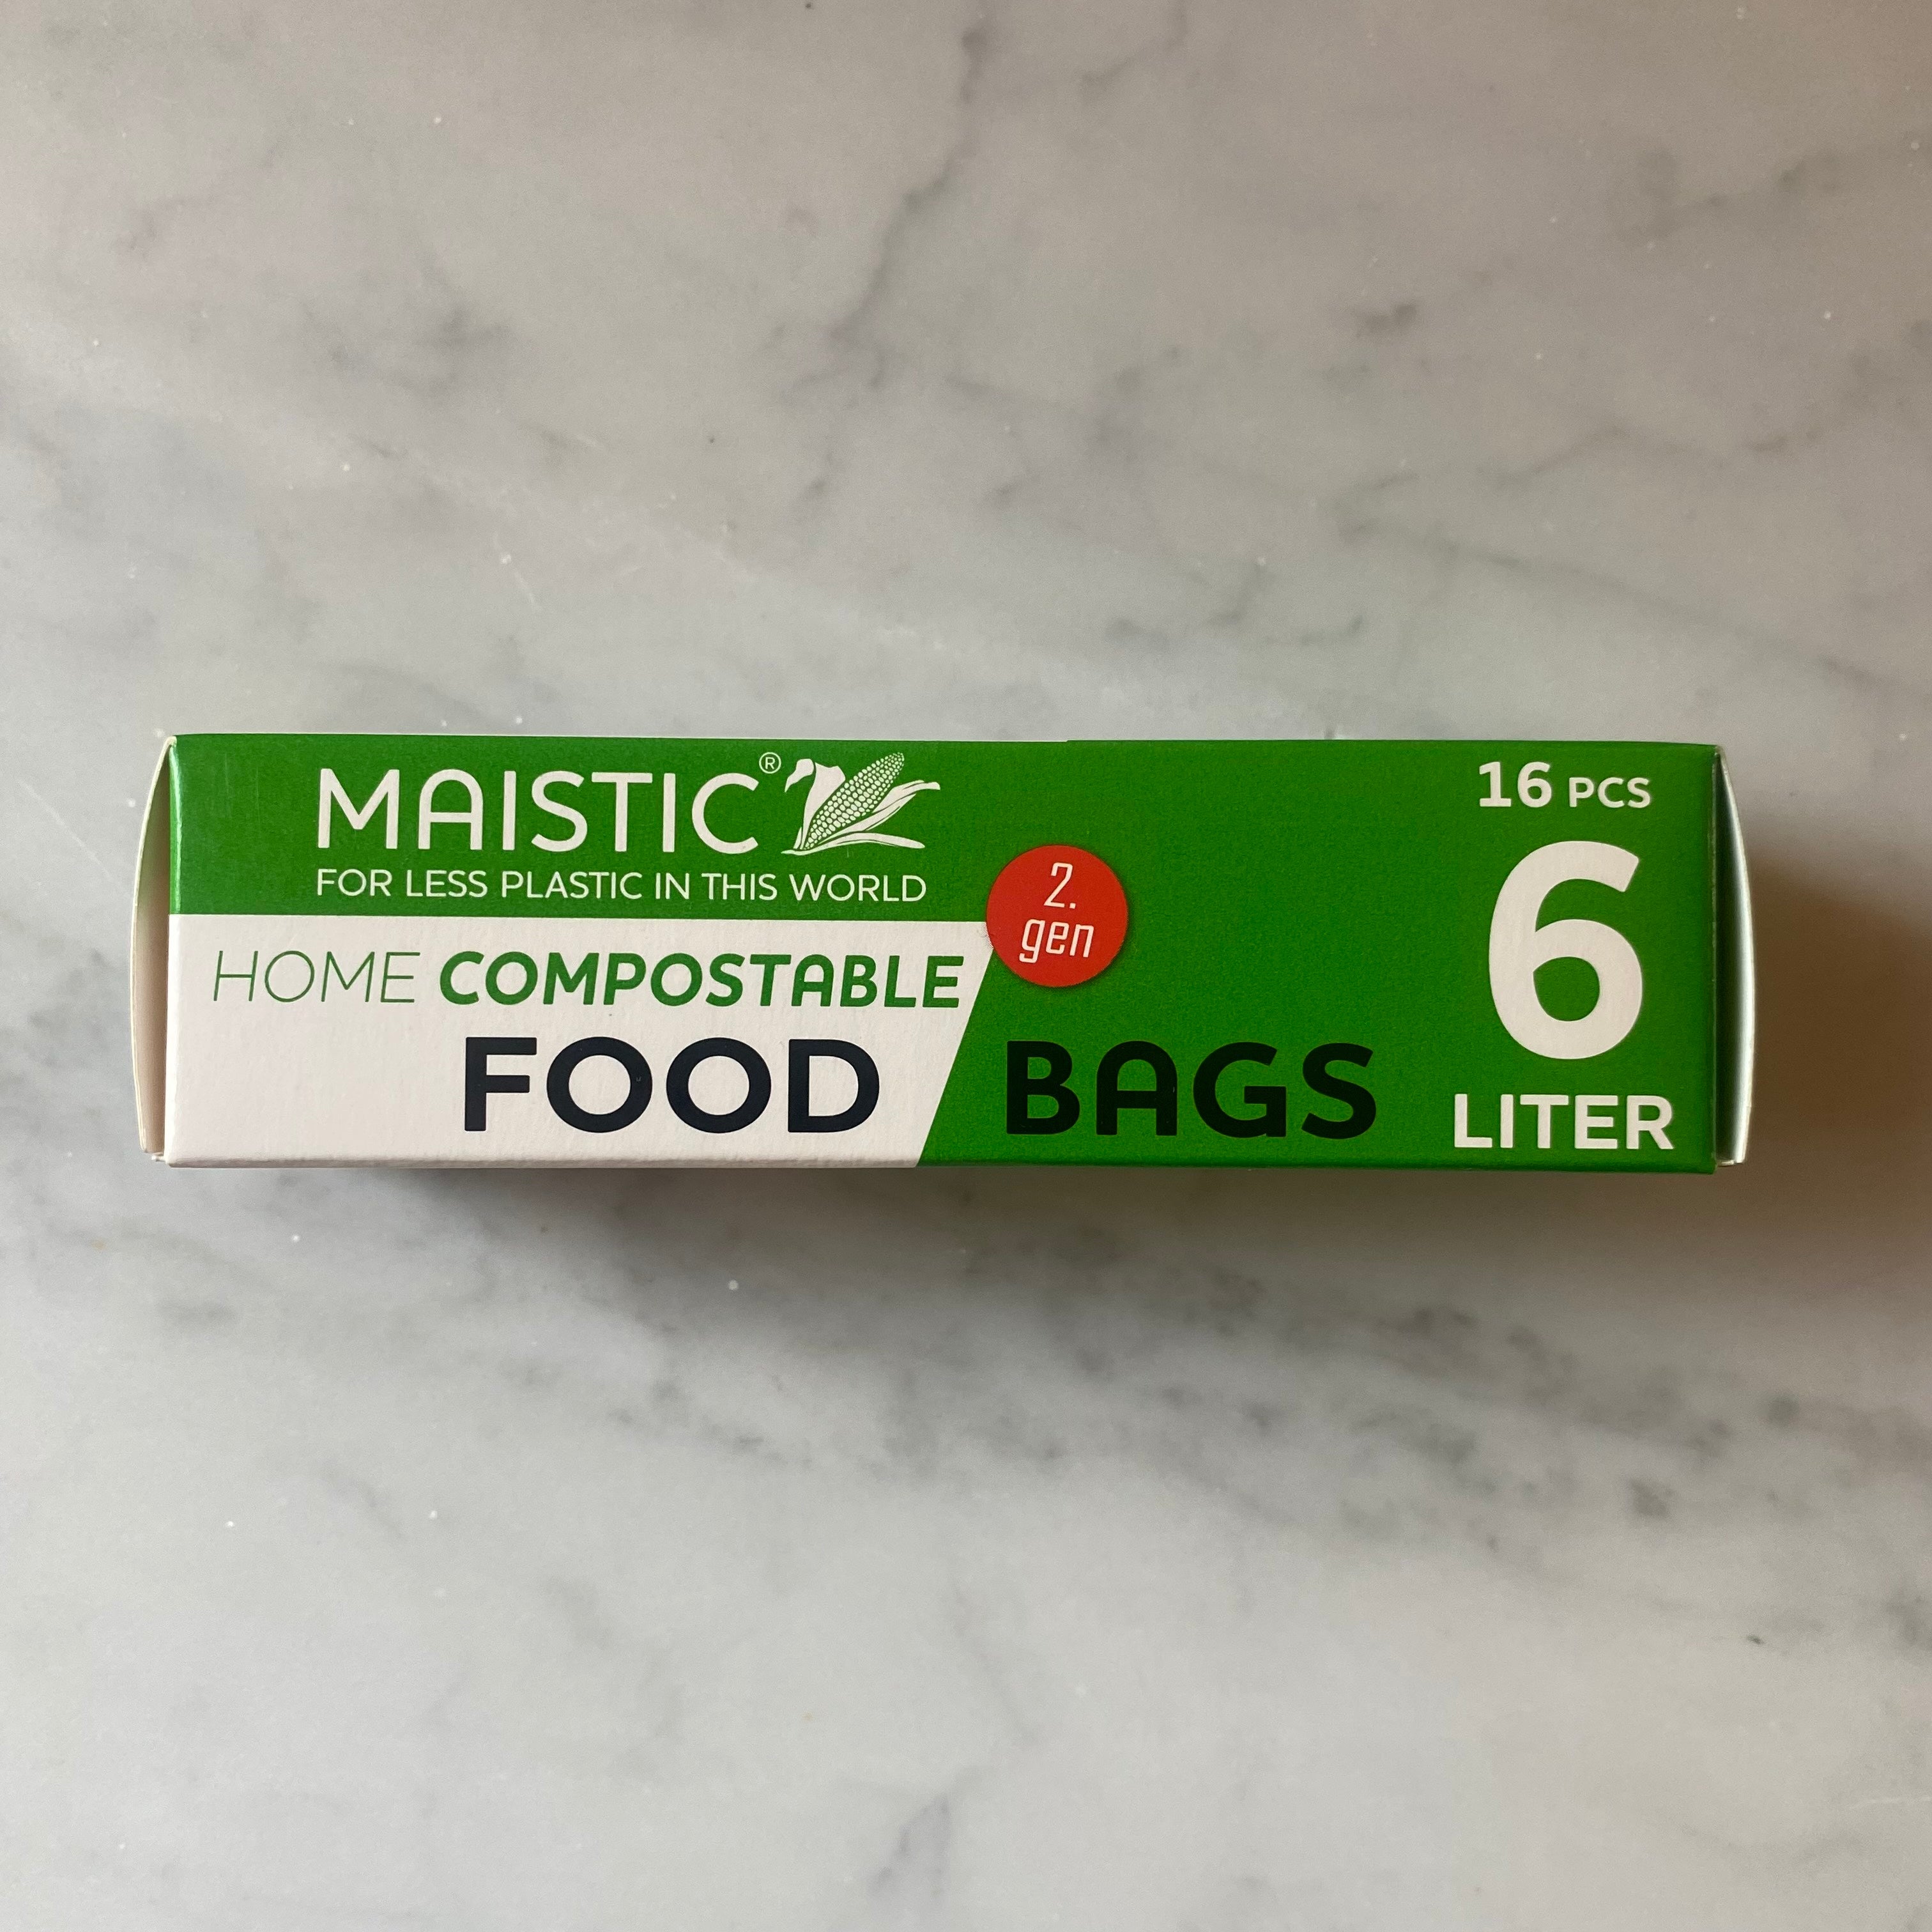 MAISTIC®
FOR LESS PLASTIC IN THIS WORLD
HOME COMPOSTABLE
FOOD BAGS
2.
gen
16 PCS
6
LITER